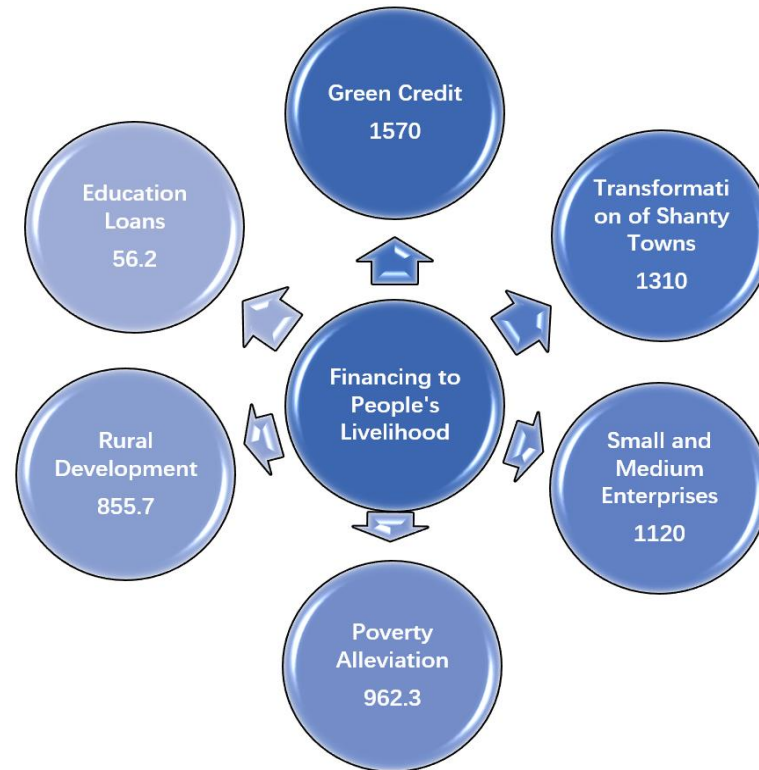 Green Credit
1570
Transformati
on of Shanty
Towns
1310
Small and
Medium
Enterprises
1120
Poverty
Alleviation
962.3
Rural
Development
855.7
Education
Loans
56.2
Financing to
People's
Livelihood